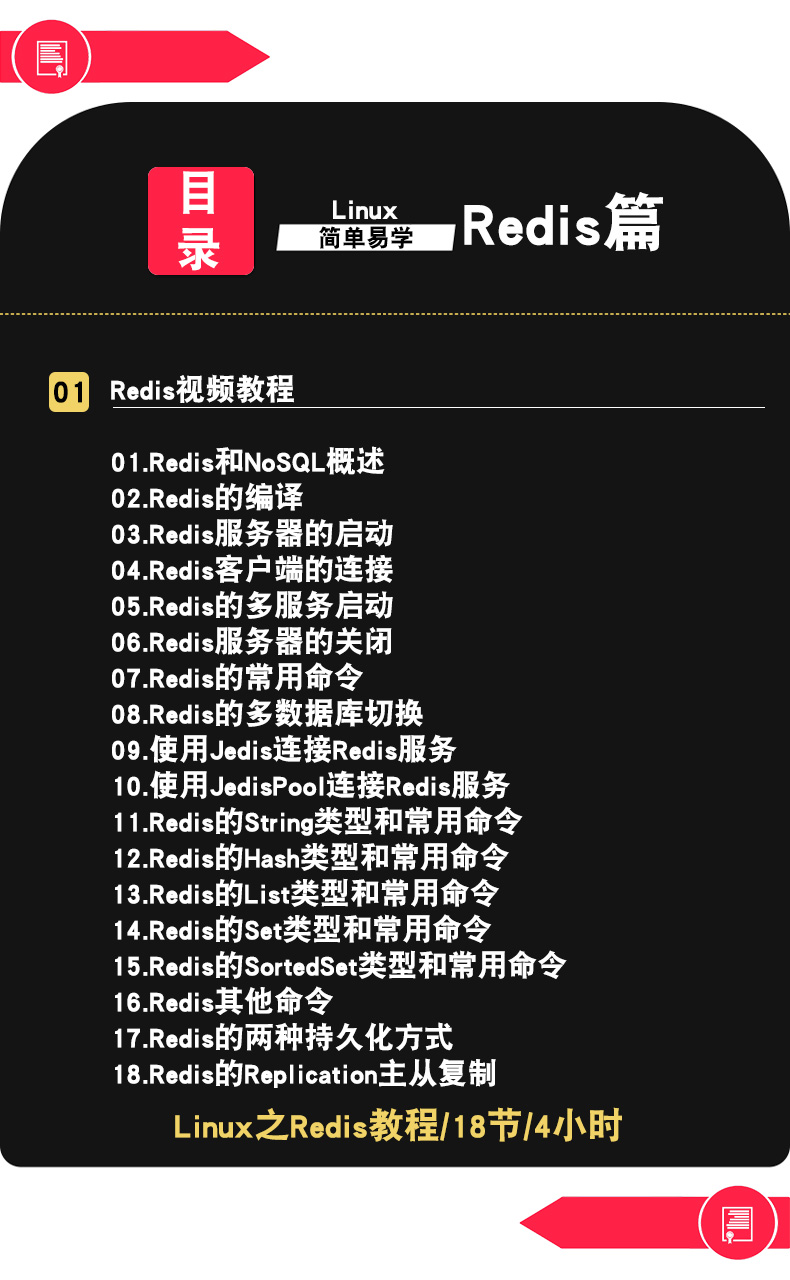 目
录
Linux
简单易学
Redis篇
01 Redis视频教程
01.Redis和NoSQL概述
02.Redis的编译
03.Redis服务器的启动
04.Redis客户端的连接
05.Redis的多服务启动
06.Redis服务器的关闭
07.Redis的常用命令
08.Redis的多数据库切换
09.使用Jedis连接Redis服务
10.使用JedisPool连接Redis服务
11.Redis的String类型和常用命令
12.Redis的Hash类型和常用命令
13.Redis的List类型和常用命令
14.Redis的Set类型和常用命令
15.Redis的SortedSet类型和常用命令
16.Redis其他命令
17.Redis的两种持久化方式
18.Redis的Replication主从复制
Linux之Redis教程/18节/4小时